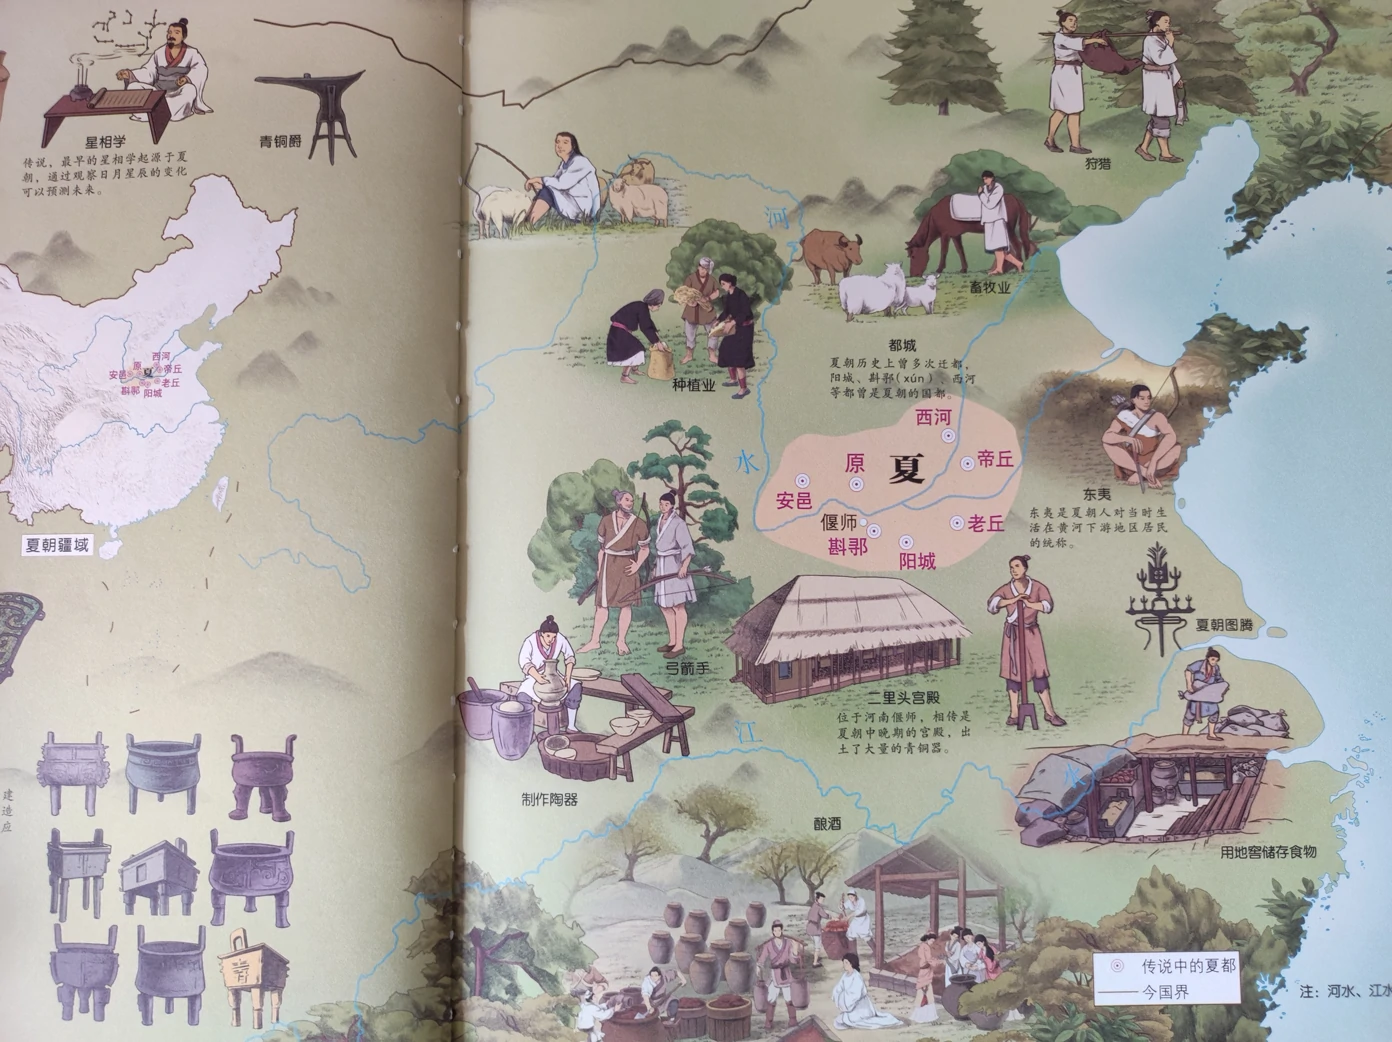 星相学
传说，最早的星相学起源于夏
朝，通过观察日月星辰的变化
可以预测未来。
青铜爵
西河
原
夏
帝丘
安邑
老丘
斟鄩
阳城
夏朝疆域
建
造
应
狩猎
河
畜牧业
种植业
都城
夏朝历史上曾多次迁都，
阳城、斟鄩（xún）、西河
等都曾是夏朝的国都。
西河
原
夏
帝丘
水
安邑
偃师
老丘
斟鄩
阳城
东夷
东夷是夏朝人对当时生
活在黄河下游地区居民
的统称。
夏朝图腾
弓箭手
二里头宫殿
位于河南偃师，相传是
夏朝中晚期的宫殿，出
土了大量的青铜器。
江
水
制作陶器
酿酒
用地窖储存食物
传说中的夏都
今国界
注：河水、江水